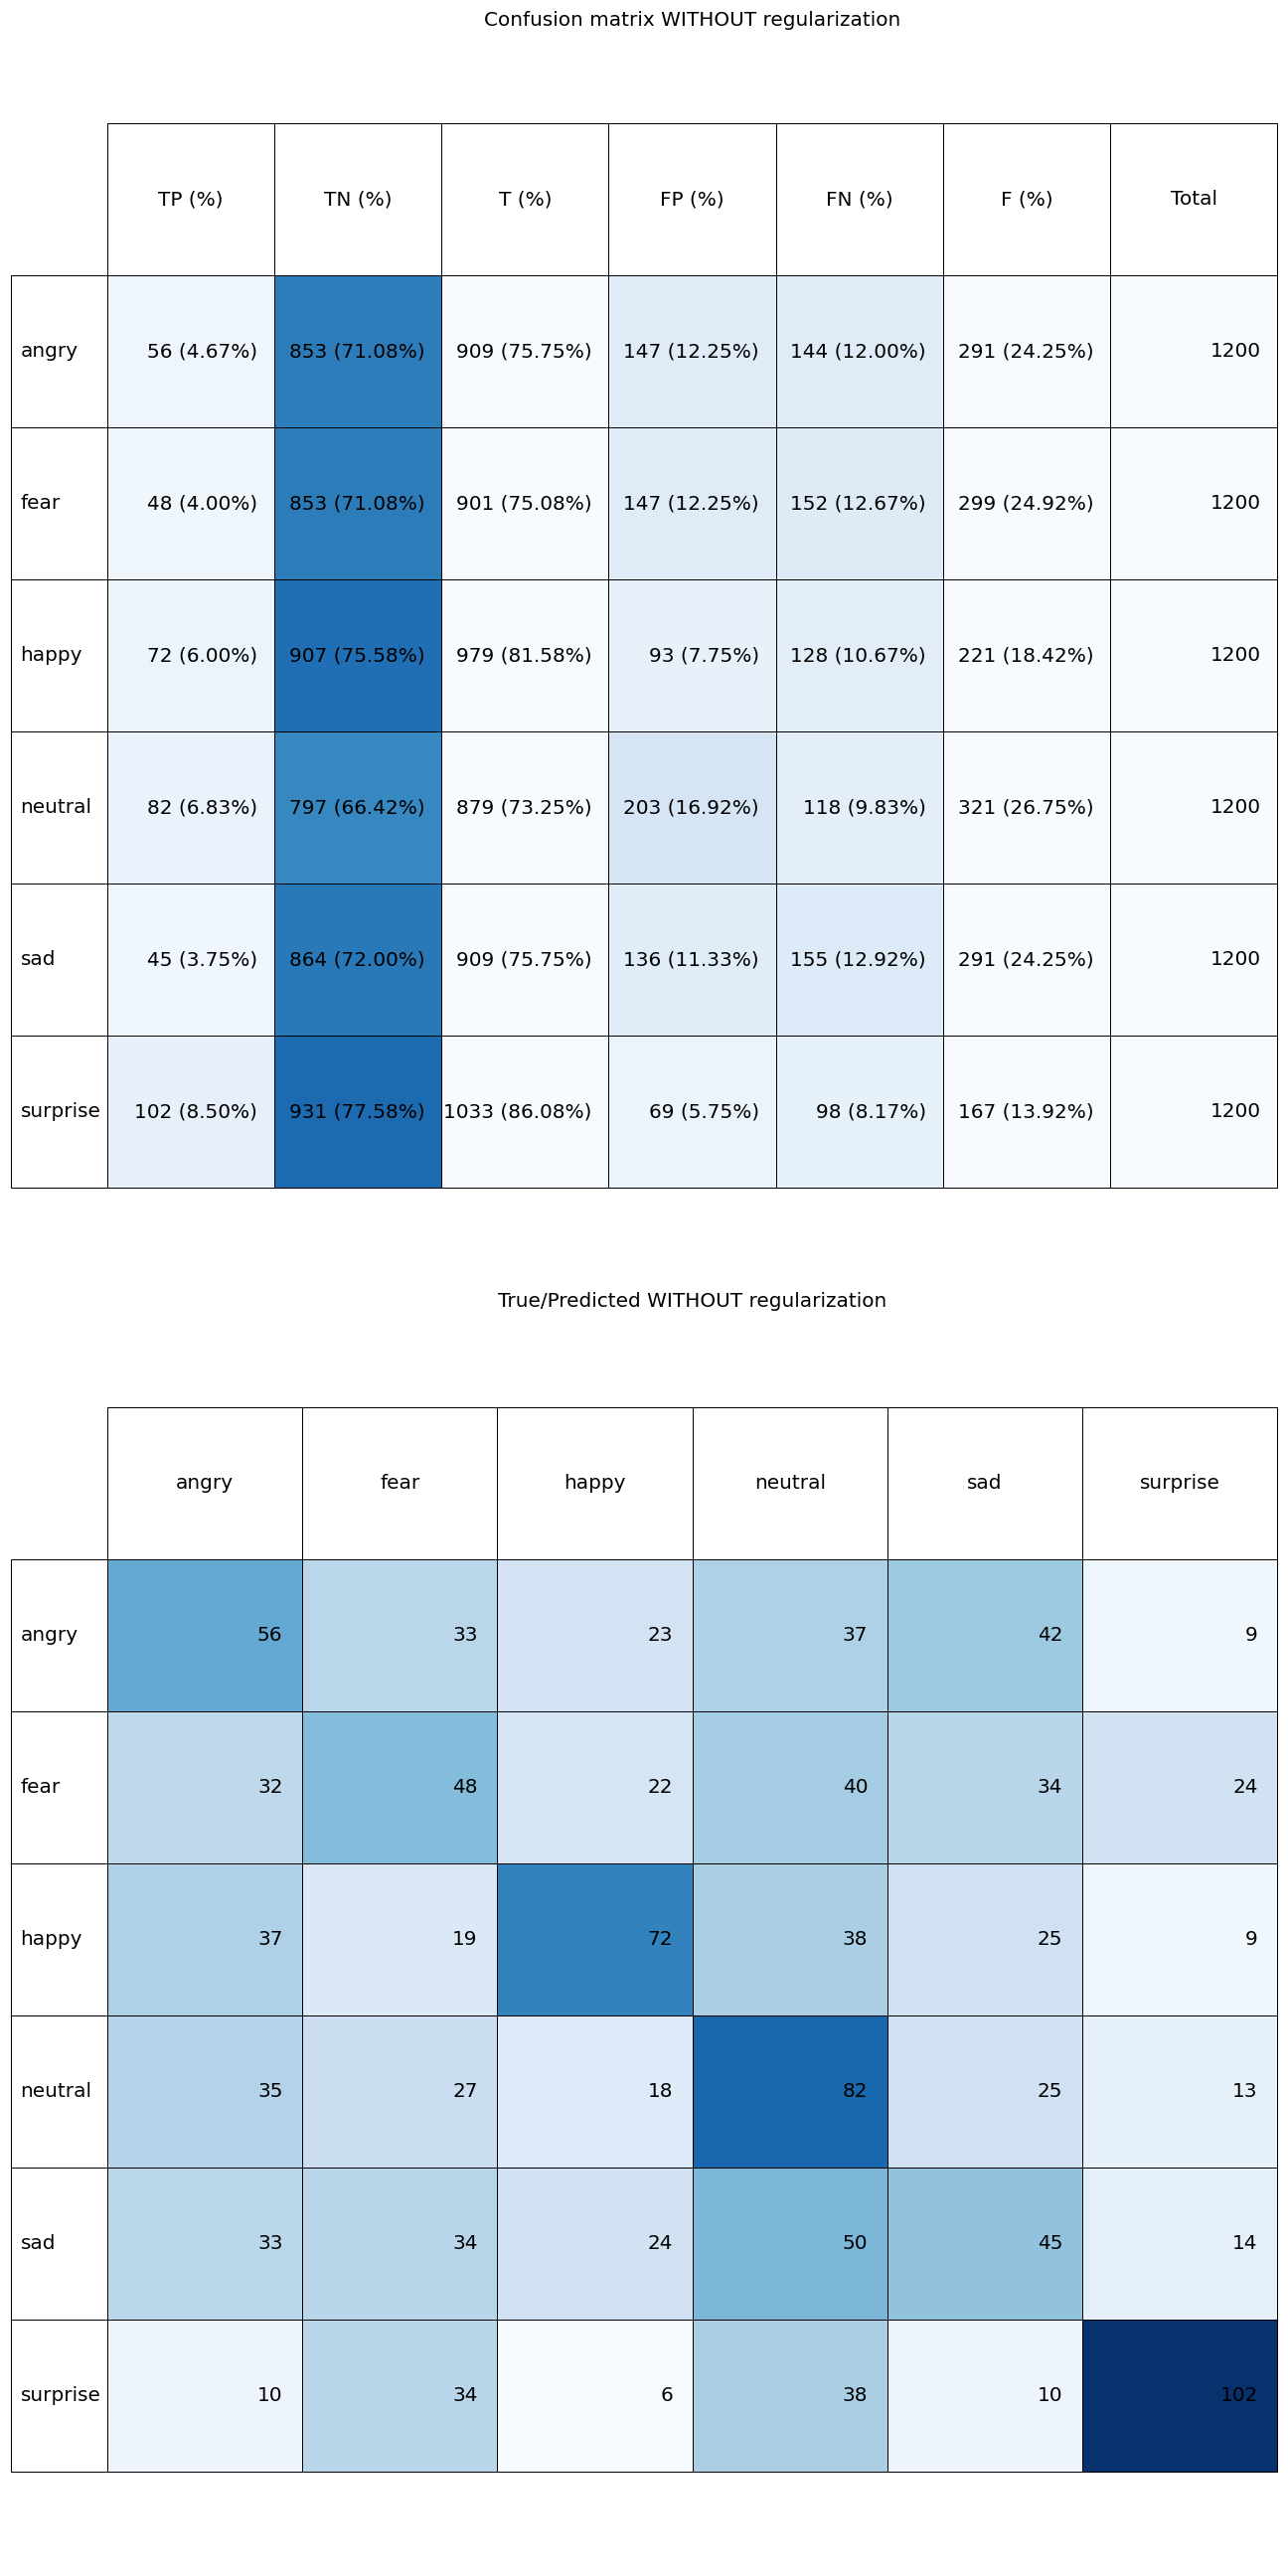 Confusion matrix WITHOUT regularization
TP (%) TN (%) T (%) FP (%) FN (%) F (%) Total
angry 56 (4.67%) 853 (71.08%) 909 (75.75%) 147 (12.25%) 144 (12.00%) 291 (24.25%) 1200
fear 48 (4.00%) 853 (71.08%) 901 (75.08%) 147 (12.25%) 152 (12.67%) 299 (24.92%) 1200
happy 72 (6.00%) 907 (75.58%) 979 (81.58%) 93 (7.75%) 128 (10.67%) 221 (18.42%) 1200
neutral 82 (6.83%) 797 (66.42%) 879 (73.25%) 203 (16.92%) 118 (9.83%) 321 (26.75%) 1200
sad 45 (3.75%) 864 (72.00%) 909 (75.75%) 136 (11.33%) 155 (12.92%) 291 (24.25%) 1200
surprise 102 (8.50%) 931 (77.58%) 1033 (86.08%) 69 (5.75%) 98 (8.17%) 167 (13.92%) 1200
True/Predicted WITHOUT regularization
angry fear happy neutral sad surprise
angry 56 33 23 37 42 9
fear 32 48 22 40 34 24
happy 37 19 72 38 25 9
neutral 35 27 18 82 25 13
sad 33 34 24 50 45 14
surprise 10 34 6 38 10 102